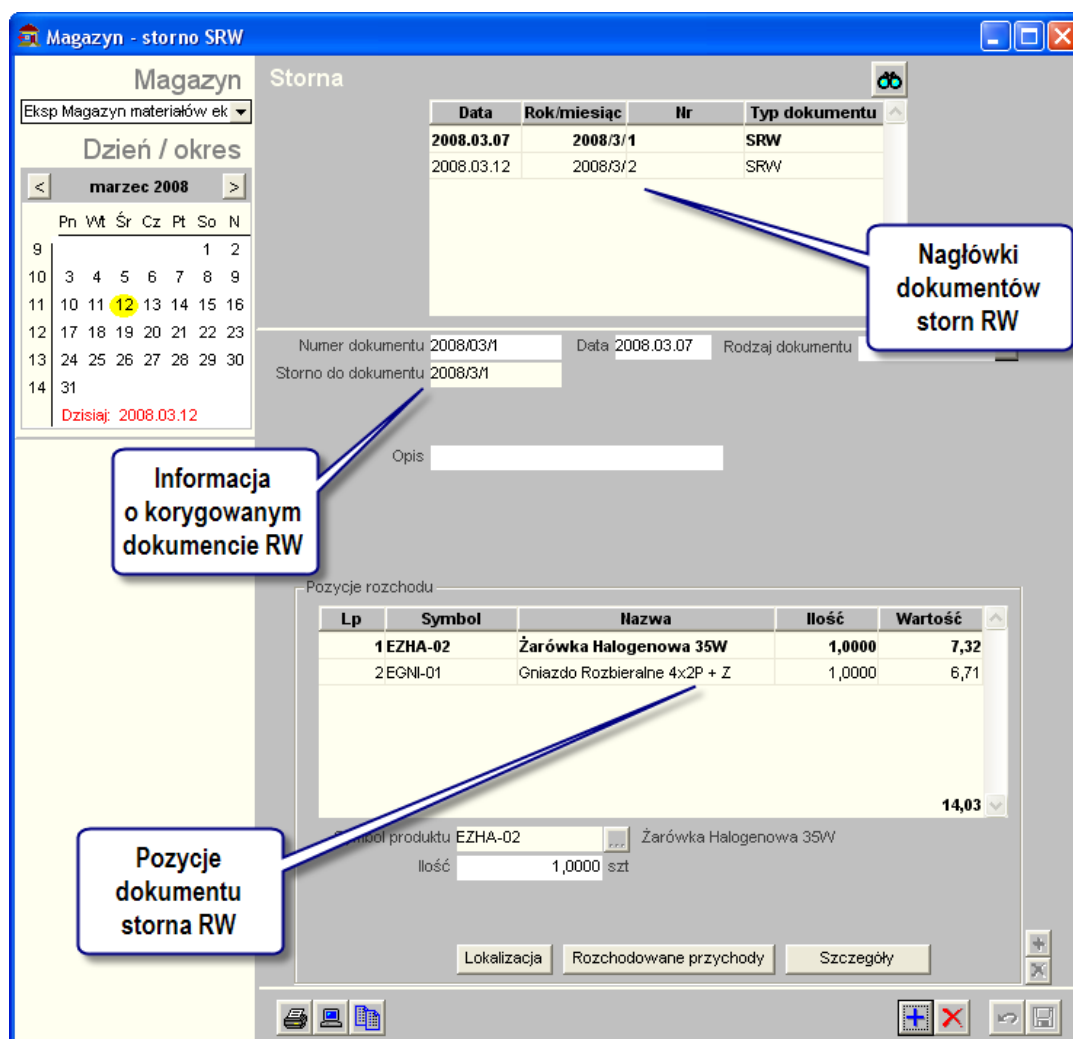 Magazyn - storno SRW
Magazyn
Eksp Magazyn materiałów ek
Dzień / okres
< marzec 2008 >
Pn Wt Śr Cz Pt So N
9 1 2
10 3 4 5 6 7 8 9
11 10 11 12 13 14 15 16
12 17 18 19 20 21 22 23
13 24 25 26 27 28 29 30
14 31
Dzisiaj: 2008.03.12
Storna
Data Rok/miesiąc Nr Typ dokumentu
2008.03.07 2008/3/1 SRW
2008.03.12 2008/3/2 SRW
Nagłówki
dokumentów
storn RW
Numer dokumentu 2008/03/1 Data 2008.03.07 Rodzaj dokumentu
Storno do dokumentu 2008/3/1
Opis
Informacja
o korygowanym
dokumencie RW
Pozycje rozchodu
Lp Symbol Nazwa Ilość Wartość
1 EZHA-02 Żarówka Halogenowa 35W 1,0000 7,32
2 EGNI-01 Gniazdo Rozbieralne 4x2P + Z 1,0000 6,71
14,03
Symbol produktu EZHA-02 ... Żarówka Halogenowa 35W
Ilość 1,0000 szt
Pozycje
dokumentu
storna RW
Lokalizacja Rozchodowane przychody Szczegóły